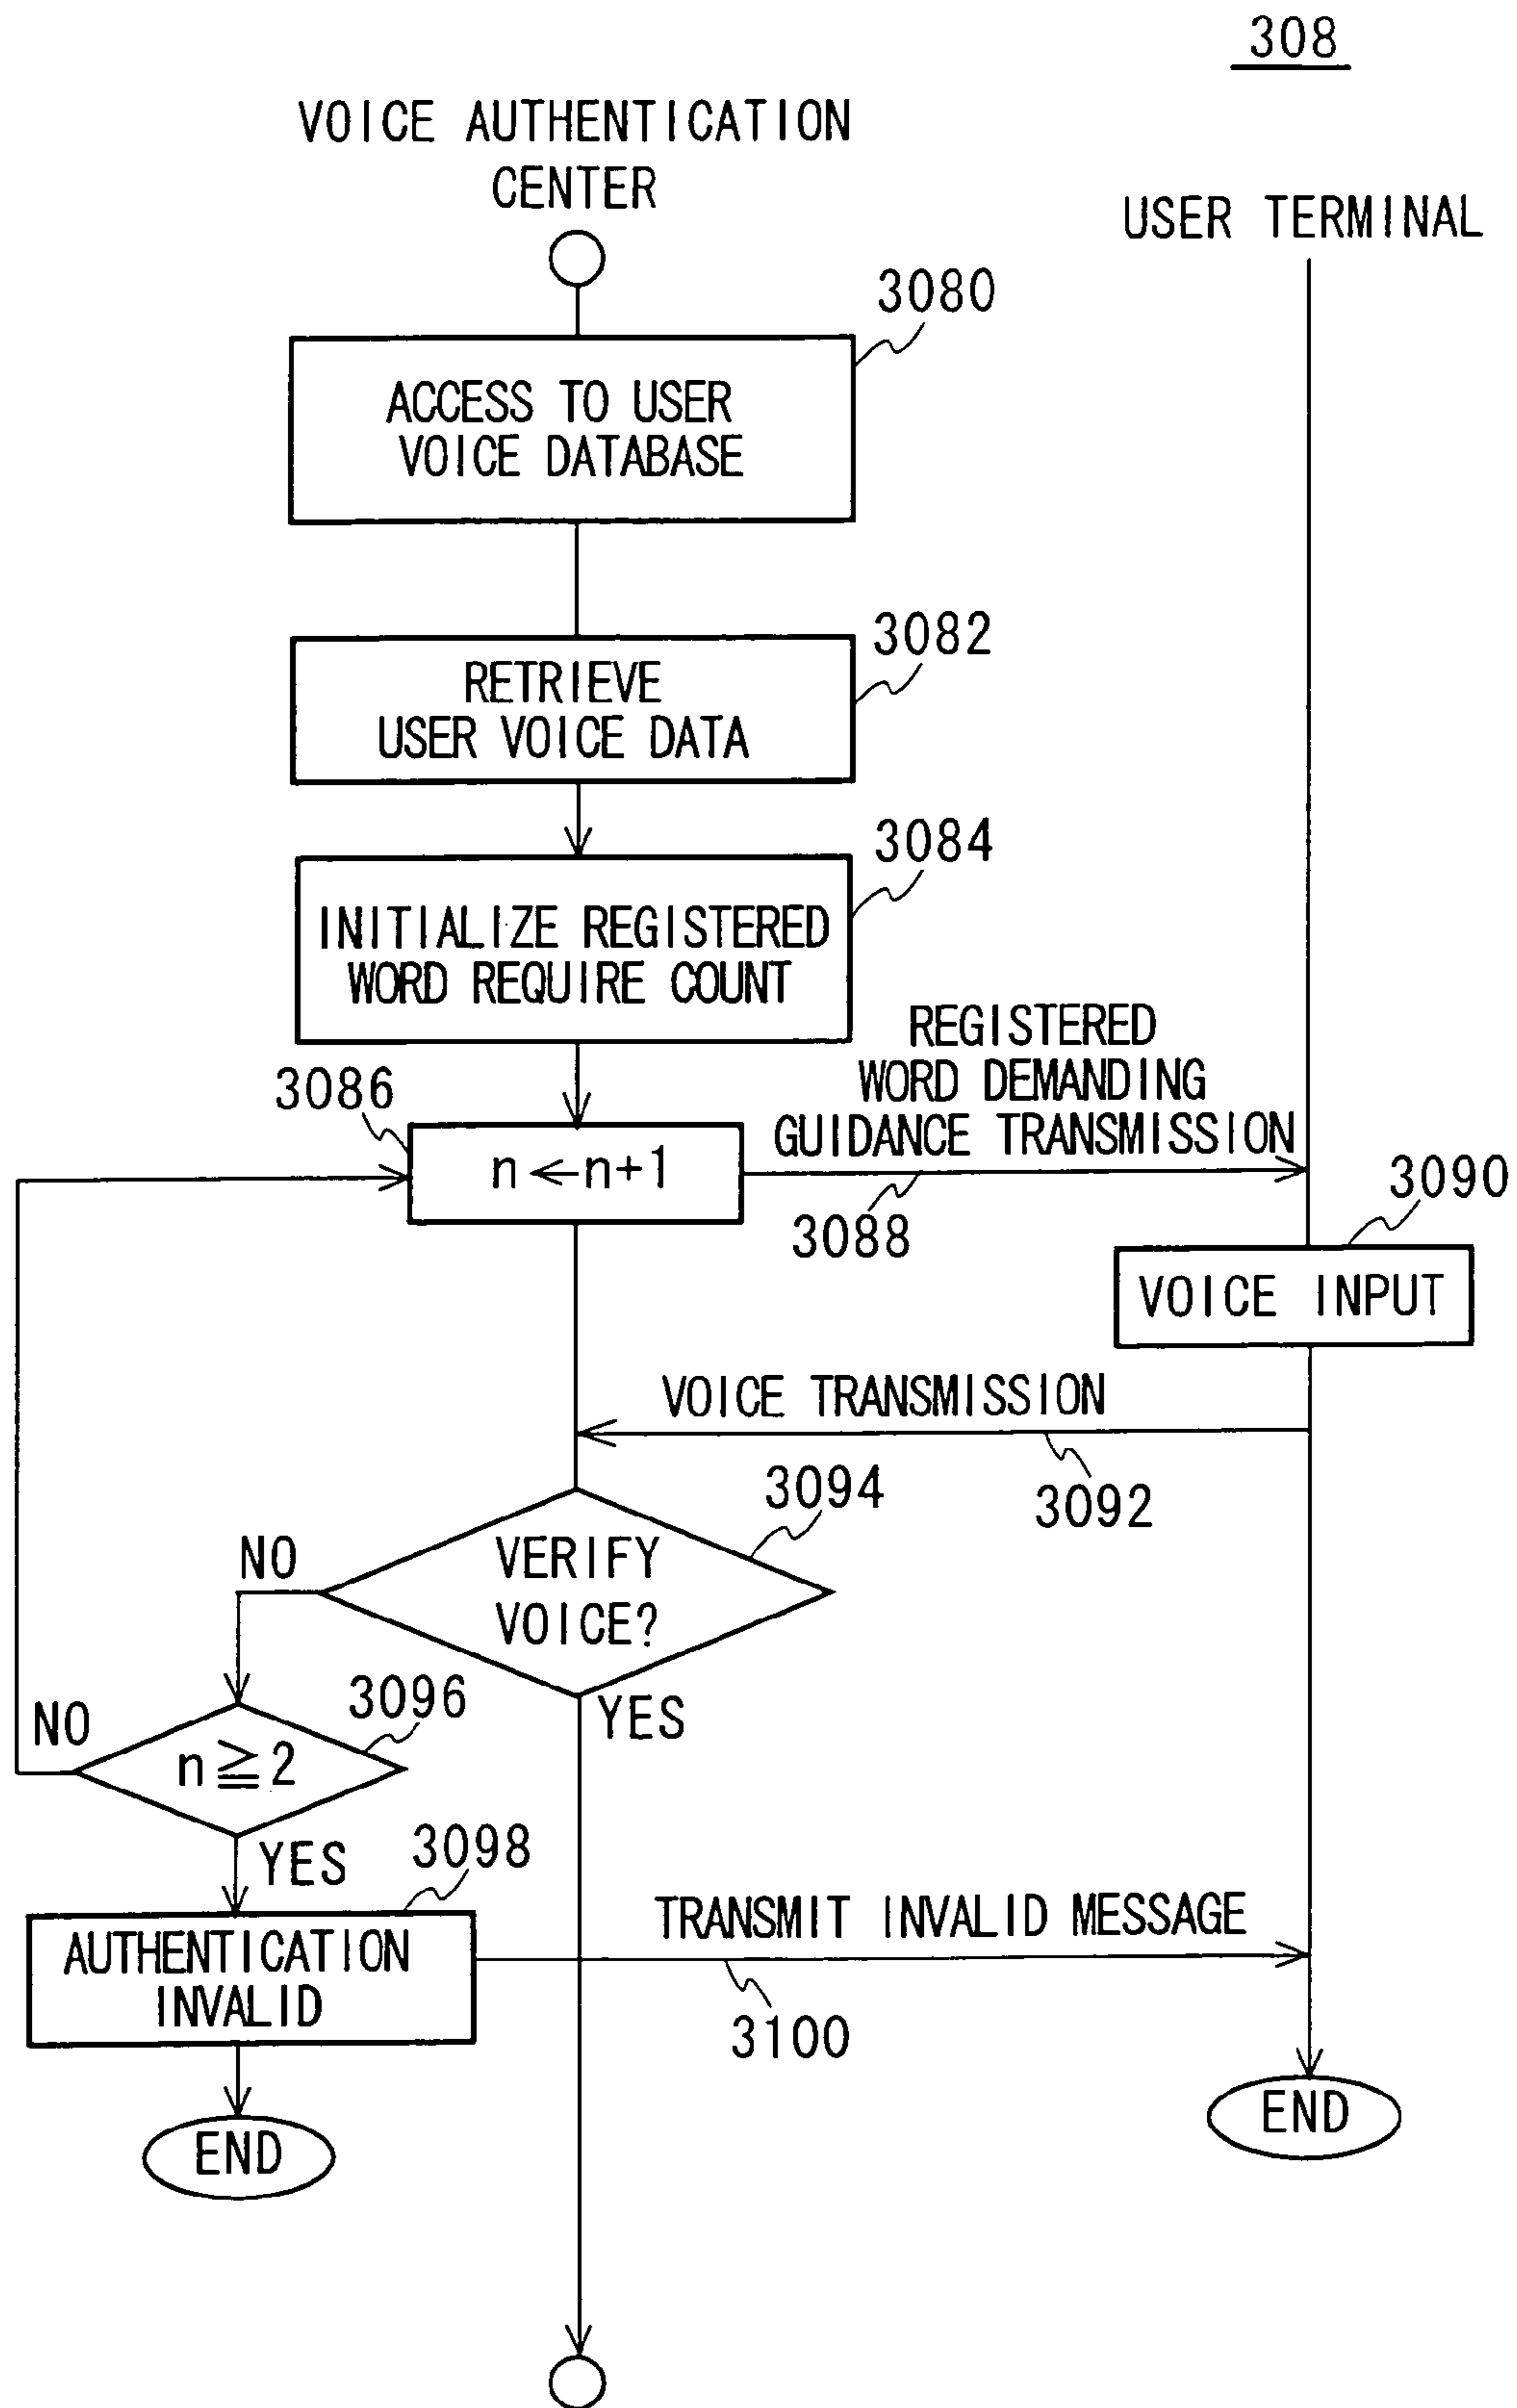 308
VOICE AUTHENTICATION
CENTER
USER TERMINAL
3080
ACCESS TO USER
VOICE DATABASE
3082
RETRIEVE
USER VOICE DATA
3084
INITIALIZE REGISTERED
WORD REQUIRE COUNT
REGISTERED
WORD DEMANDING
GUIDANCE TRANSMISSION
3086
n←n+1
3088
3090
VOICE INPUT
VOICE TRANSMISSION
3092
3094
VERIFY
VOICE?
NO
YES
3096
NO
n≧2
YES
3098
AUTHENTICATION
INVALID
TRANSMIT INVALID MESSAGE
3100
END
END